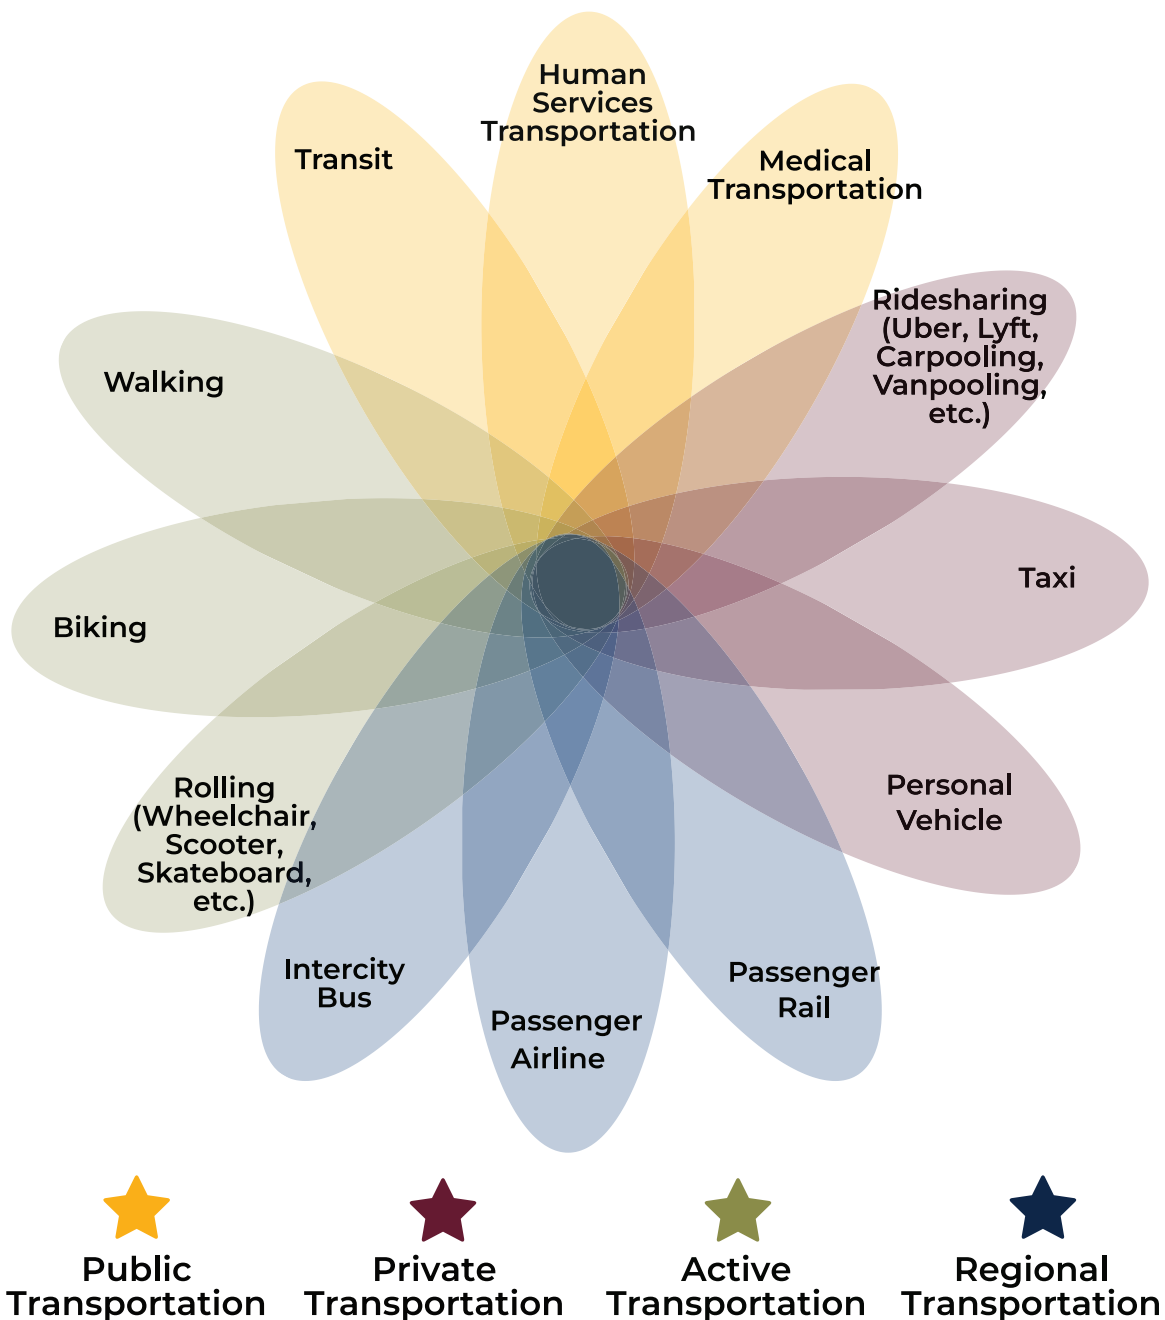 Human
Services
Transportation
Transit
Medical
Transportation
Ridesharing
(Uber, Lyft,
Carpooling,
Vanpooling,
etc.)
Walking
Taxi
Biking
Personal
Vehicle
Rolling
(Wheelchair,
Scooter,
Skateboard,
etc.)
Intercity
Bus
Passenger
Rail
Passenger
Airline
Public
Transportation
Private
Transportation
Active
Transportation
Regional
Transportation